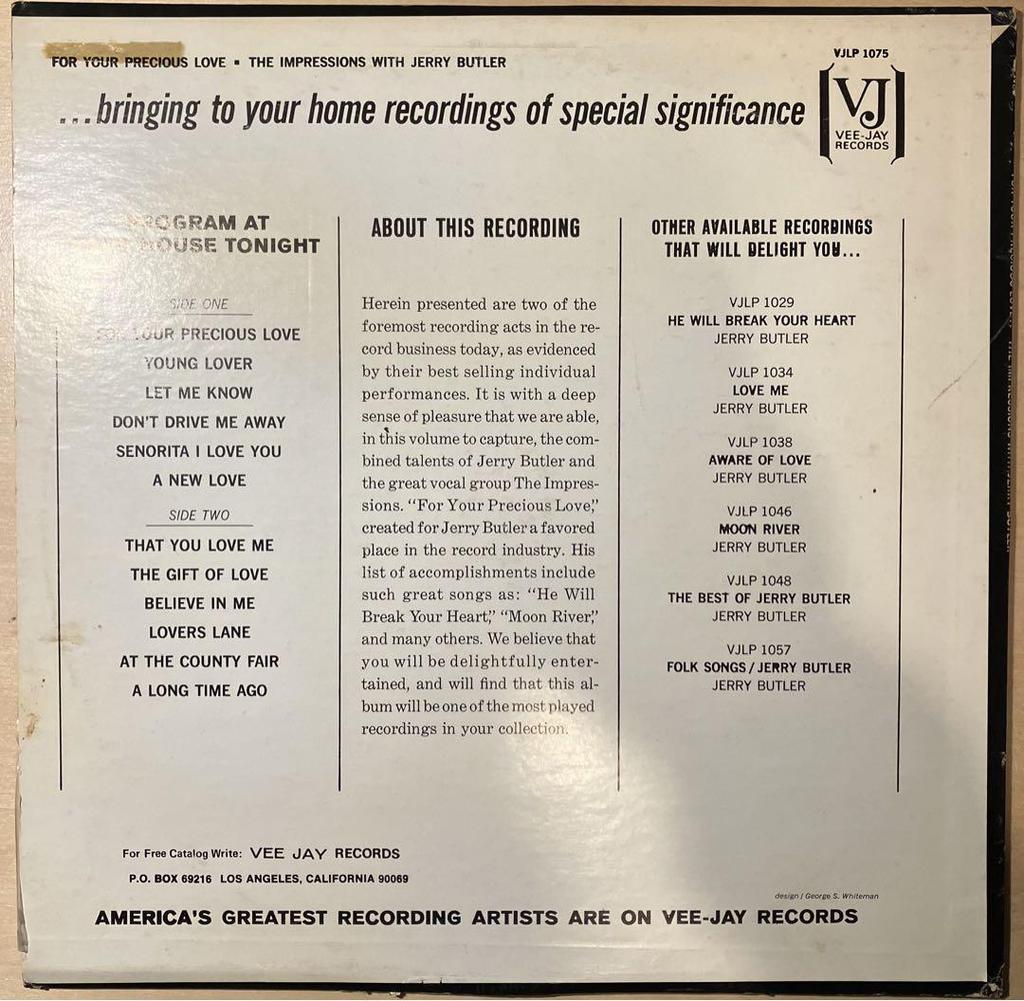 FOR YOUR PRECIOUS LOVE ▪ THE IMPRESSIONS WITH JERRY BUTLER
VJLP 1075
...bringing to your home recordings of special significance
VJ
VEE-JAY
RECORDS
PROGRAM AT
HOUSE TONIGHT
SIDE ONE
FOR YOUR PRECIOUS LOVE
YOUNG LOVER
LET ME KNOW
DON'T DRIVE ME AWAY
SENORITA I LOVE YOU
A NEW LOVE
SIDE TWO
THAT YOU LOVE ME
THE GIFT OF LOVE
BELIEVE IN ME
LOVERS LANE
AT THE COUNTY FAIR
A LONG TIME AGO
ABOUT THIS RECORDING
Herein presented are two of the
foremost recording acts in the re-
cord business today, as evidenced
by their best selling individual
performances. It is with a deep
sense of pleasure that we are able,
in this volume to capture, the com-
bined talents of Jerry Butler and
the great vocal group The Impres-
sions. "For Your Precious Love,"
created for Jerry Butler a favored
place in the record industry. His
list of accomplishments include
such great songs as: "He Will
Break Your Heart," "Moon River,"
and many others. We believe that
you will be delightfully enter-
tained, and will find that this al-
bum will be one of the most played
recordings in your collection.
OTHER AVAILABLE RECORDINGS
THAT WILL DELIGHT YOU...
VJLP 1029
HE WILL BREAK YOUR HEART
JERRY BUTLER
VJLP 1034
LOVE ME
JERRY BUTLER
VJLP 1038
AWARE OF LOVE
JERRY BUTLER
VJLP 1046
MOON RIVER
JERRY BUTLER
VJLP 1048
THE BEST OF JERRY BUTLER
JERRY BUTLER
VJLP 1057
FOLK SONGS/JERRY BUTLER
JERRY BUTLER
For Free Catalog Write: VEE JAY RECORDS
P.O. BOX 69216 LOS ANGELES, CALIFORNIA 90069
design / George S. Whiteman
AMERICA'S GREATEST RECORDING ARTISTS ARE ON VEE-JAY RECORDS